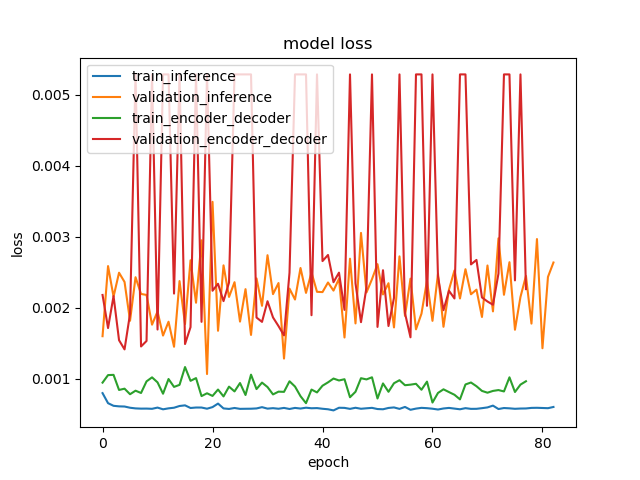 model loss
train_inference
validation_inference
train_encoder_decoder
validation_encoder_decoder
0.005
0.004
0.003
0.002
0.001
loss
0 20 40 60 80
epoch